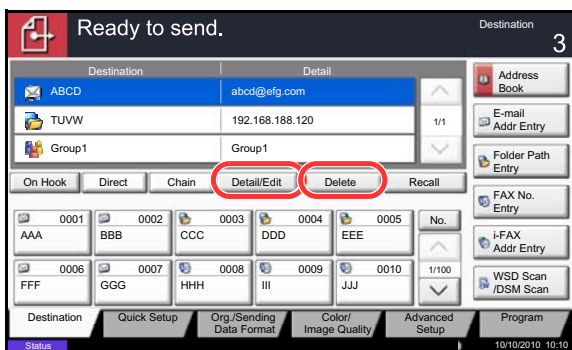 Ready to send.
Destination
3
Destination Detail
ABCD abcd@efg.com
TUVW 192.168.188.120
Group1 Group1
1/1
On Hook Direct Chain Detail/Edit Delete Recall
0001 0002 0003 0004 0005 No.
AAA BBB CCC DDD EEE
0006 0007 0008 0009 0010 1/100
FFF GGG HHH III JJJ
Address
Book
E-mail
Addr Entry
Folder Path
Entry
FAX No.
Entry
i-FAX
Addr Entry
WSD Scan
/DSM Scan
Destination Quick Setup Org./Sending
Data Format Color/
Image Quality Advanced
Setup Program
Status 10/10/2010 10:10